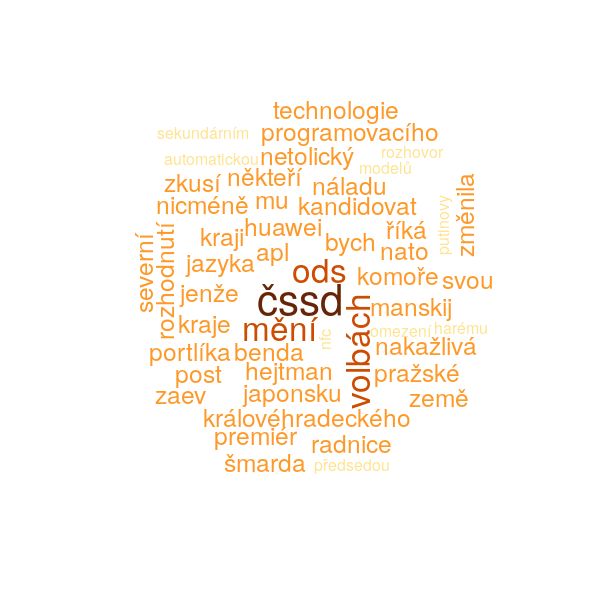 technologie
sekundárním
programovacího
automatickou
netolický
rozhovor
modelů
zkusí
někteří
náladu
nicméně
mu
kandidovat
změnila
putinovy
kraji
huawei
bych
říká
nato
jazyka
apl
ods
komoře
svou
severní
rozhodnutí
jenže
čssd
manskij
kraje
mění
volbách
omezení
harému
nfc
nakažlivá
portlíka
benda
post
hejtman
pražské
zaev
japonsku
země
královéhradeckého
premiér
radnice
šmarda
předsedou